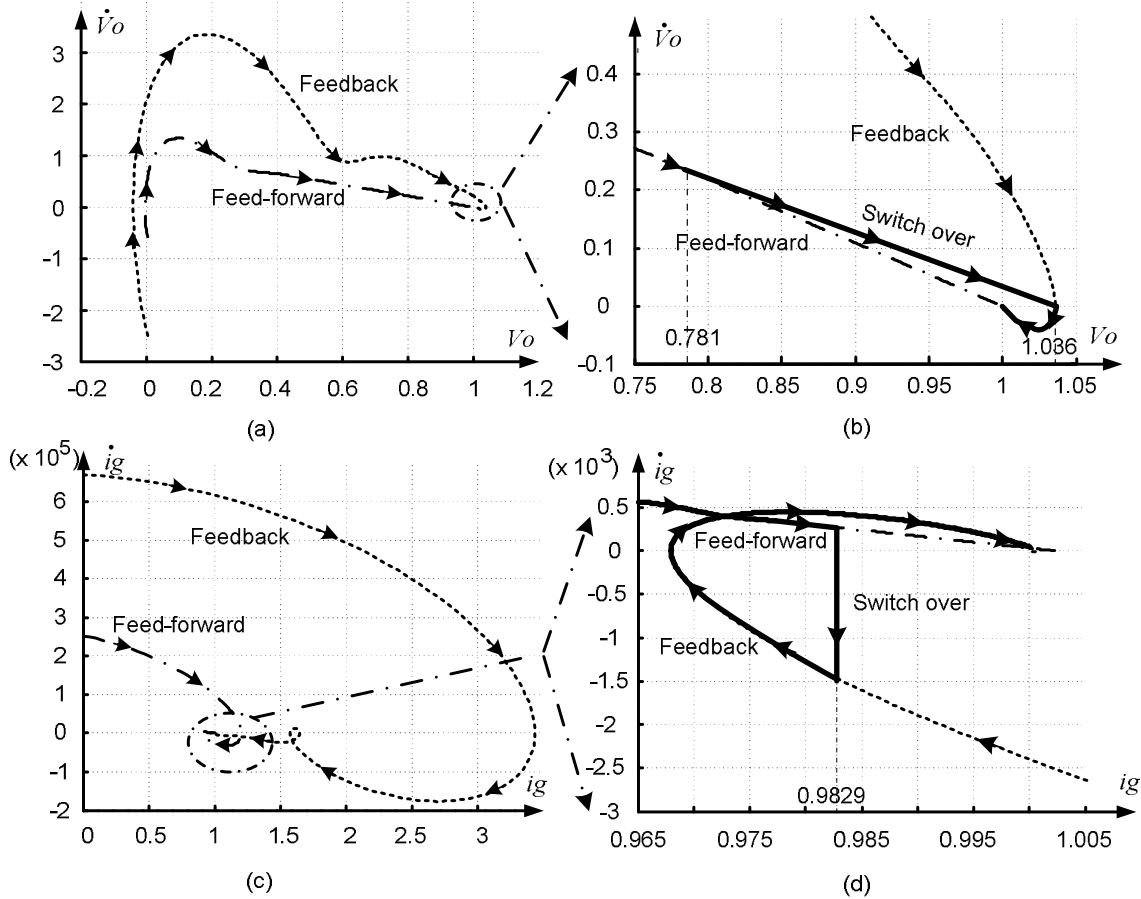 V̇o
3
2
1
0
-1
-2
-3
Feedback
Feed-forward
Vo
-0.2
0
0.2
0.4
0.6
0.8
1
1.2
(a)
V̇o
0.4
0.3
0.2
0.1
0
-0.1
Feedback
Switch over
Feed-forward
0.781
1.036
Vo
0.75
0.8
0.85
0.9
0.95
1
1.05
(b)
(x 10⁵)
i̇g
6
5
4
3
2
1
0
-1
-2
Feedback
Feed-forward
ig
0
0.5
1
1.5
2
2.5
3
(c)
(x 10³)
i̇g
0.5
0
-0.5
-1
-1.5
-2
-2.5
-3
Feed-forward
Switch over
Feedback
0.9829
ig
0.965
0.975
0.985
0.995
1.005
(d)